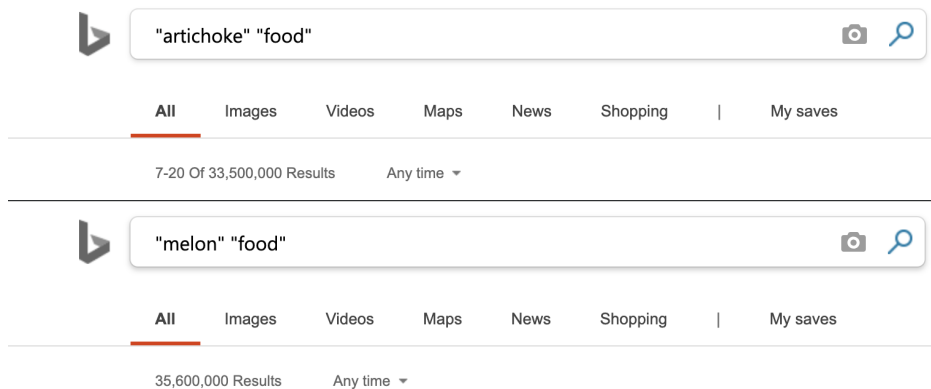 "artichoke" "food"
All Images Videos Maps News Shopping | My saves
7-20 Of 33,500,000 Results Any time
"melon" "food"
All Images Videos Maps News Shopping | My saves
35,600,000 Results Any time